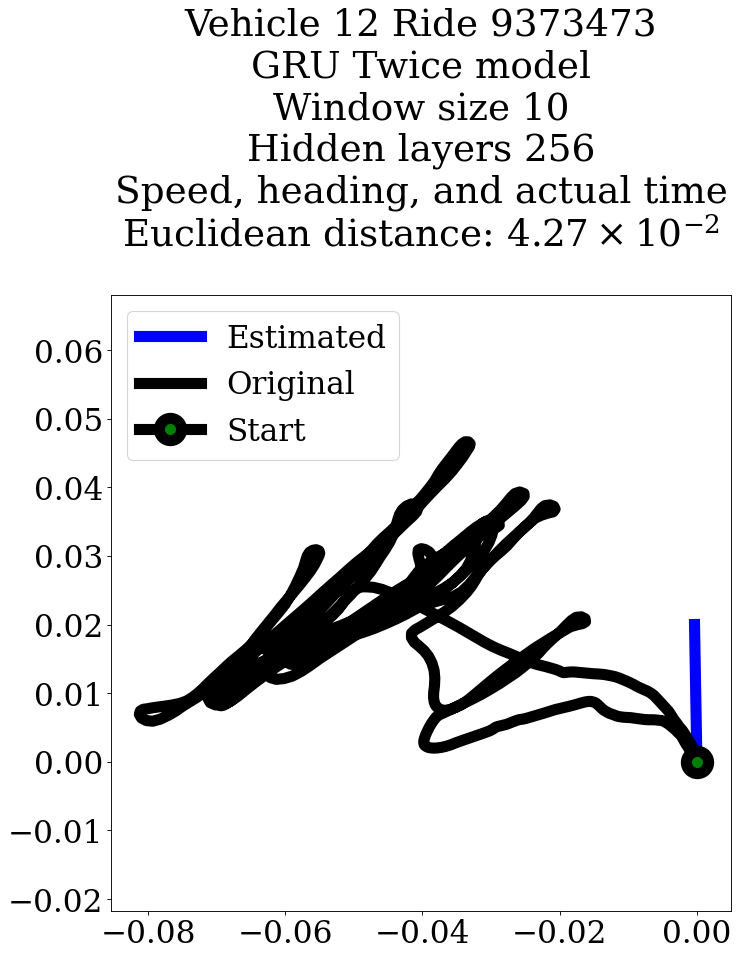 Vehicle 12 Ride 9373473
GRU Twice model
Window size 10
Hidden layers 256
Speed, heading, and actual time
Euclidean distance: 4.27 × 10⁻²
Estimated
Original
Start
0.06
0.05
0.04
0.03
0.02
0.01
0.00
−0.01
−0.02
−0.08 −0.06 −0.04 −0.02 0.00